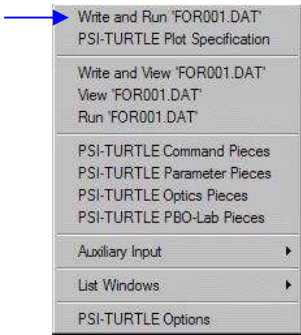 Write and Run 'FOR001.DAT'
PSI-TURTLE Plot Specification
Write and View 'FOR001.DAT'
View 'FOR001.DAT'
Run 'FOR001.DAT'
PSI-TURTLE Command Pieces
PSI-TURTLE Parameter Pieces
PSI-TURTLE Optics Pieces
PSI-TURTLE PBO-Lab Pieces
Auxiliary Input
List Windows
PSI-TURTLE Options